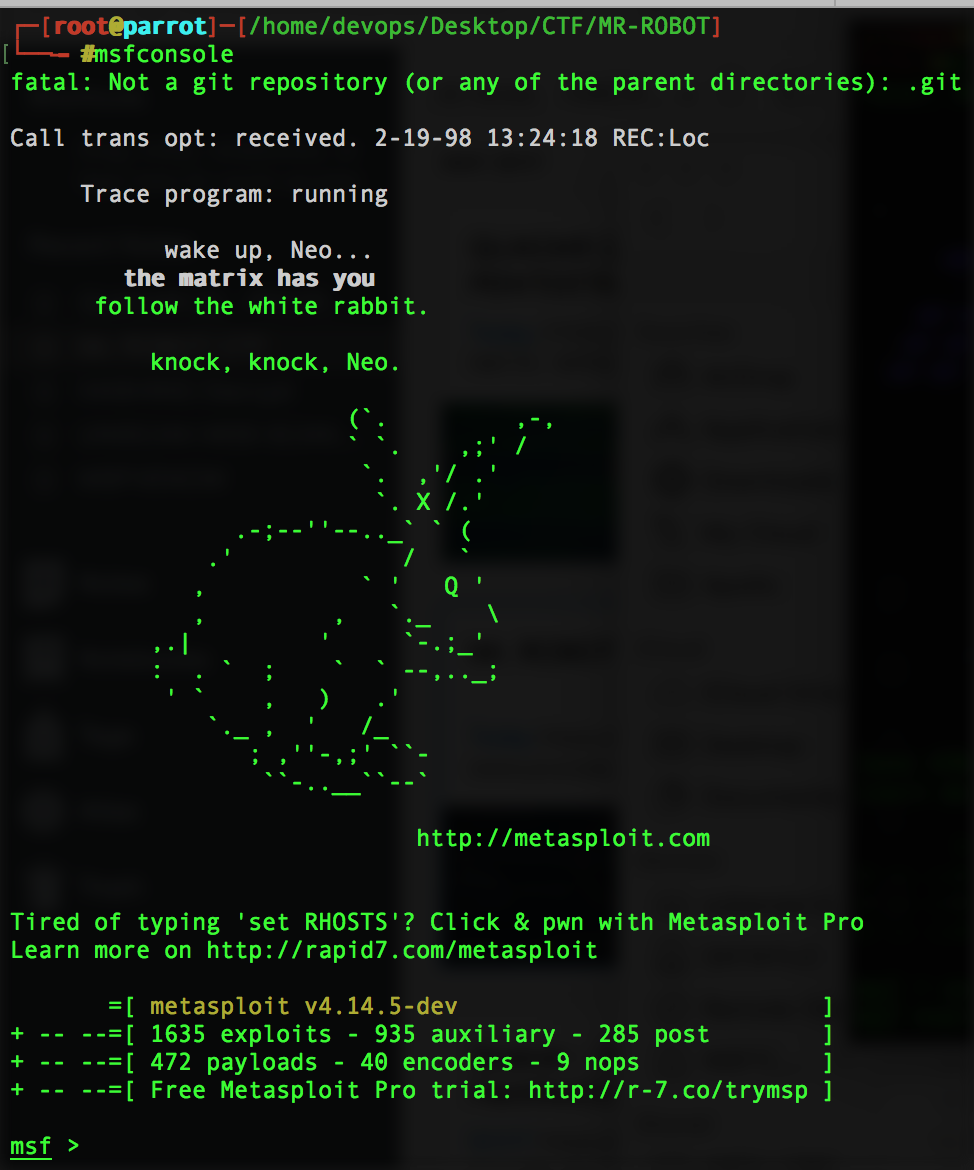 ┌─[root@parrot]─[/home/devops/Desktop/CTF/MR-ROBOT]
[└──╼ #msfconsole
fatal: Not a git repository (or any of the parent directories): .git
Call trans opt: received. 2-19-98 13:24:18 REC:Loc
Trace program: running
wake up, Neo...
the matrix has you
follow the white rabbit.
knock, knock, Neo.
(`.         ,-,
` `.    ,;' /
`.  ,'/ .'
`. X /.'
.-;--''--.._` ` (
.'            /   `
,           ` '   Q '
,         ,   `._    \
,.|         '     `-.;_'
:  . `  ;    `  ` --,.._;
' `    ,   )   .'
`._ ,  '   /_
; ,''-,;' ``-
``-..__``--`
http://metasploit.com
Tired of typing 'set RHOSTS'? Click & pwn with Metasploit Pro
Learn more on http://rapid7.com/metasploit
=[ metasploit v4.14.5-dev                          ]
+ -- --=[ 1635 exploits - 935 auxiliary - 285 post        ]
+ -- --=[ 472 payloads - 40 encoders - 9 nops             ]
+ -- --=[ Free Metasploit Pro trial: http://r-7.co/trymsp ]
msf >